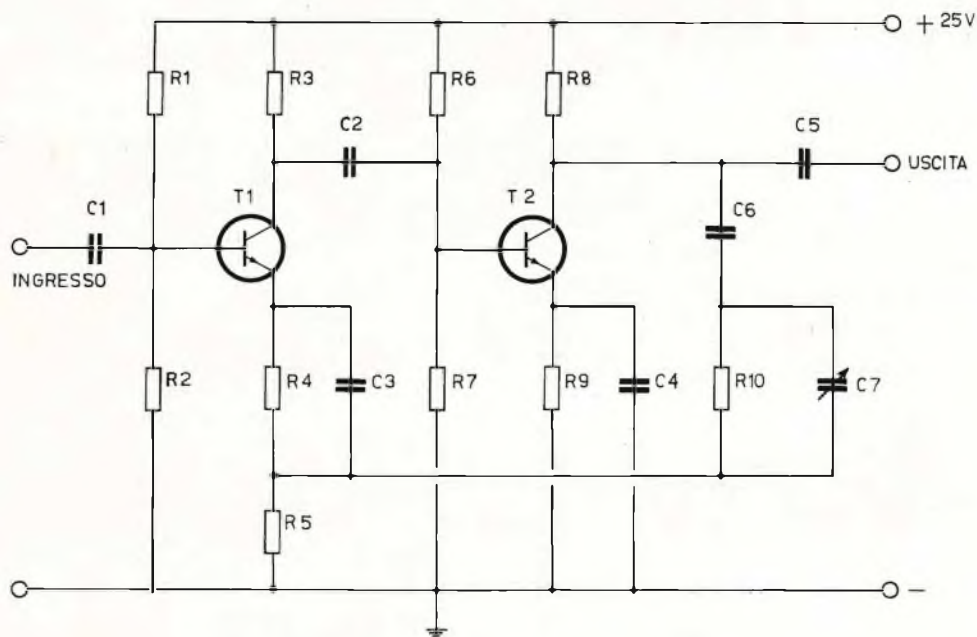 + 25V
R1
R3
R6
R8
C2
C5
USCITA
T1
T2
C6
C1
INGRESSO
R2
R4
C3
R7
R9
C4
R10
C7
R5
-